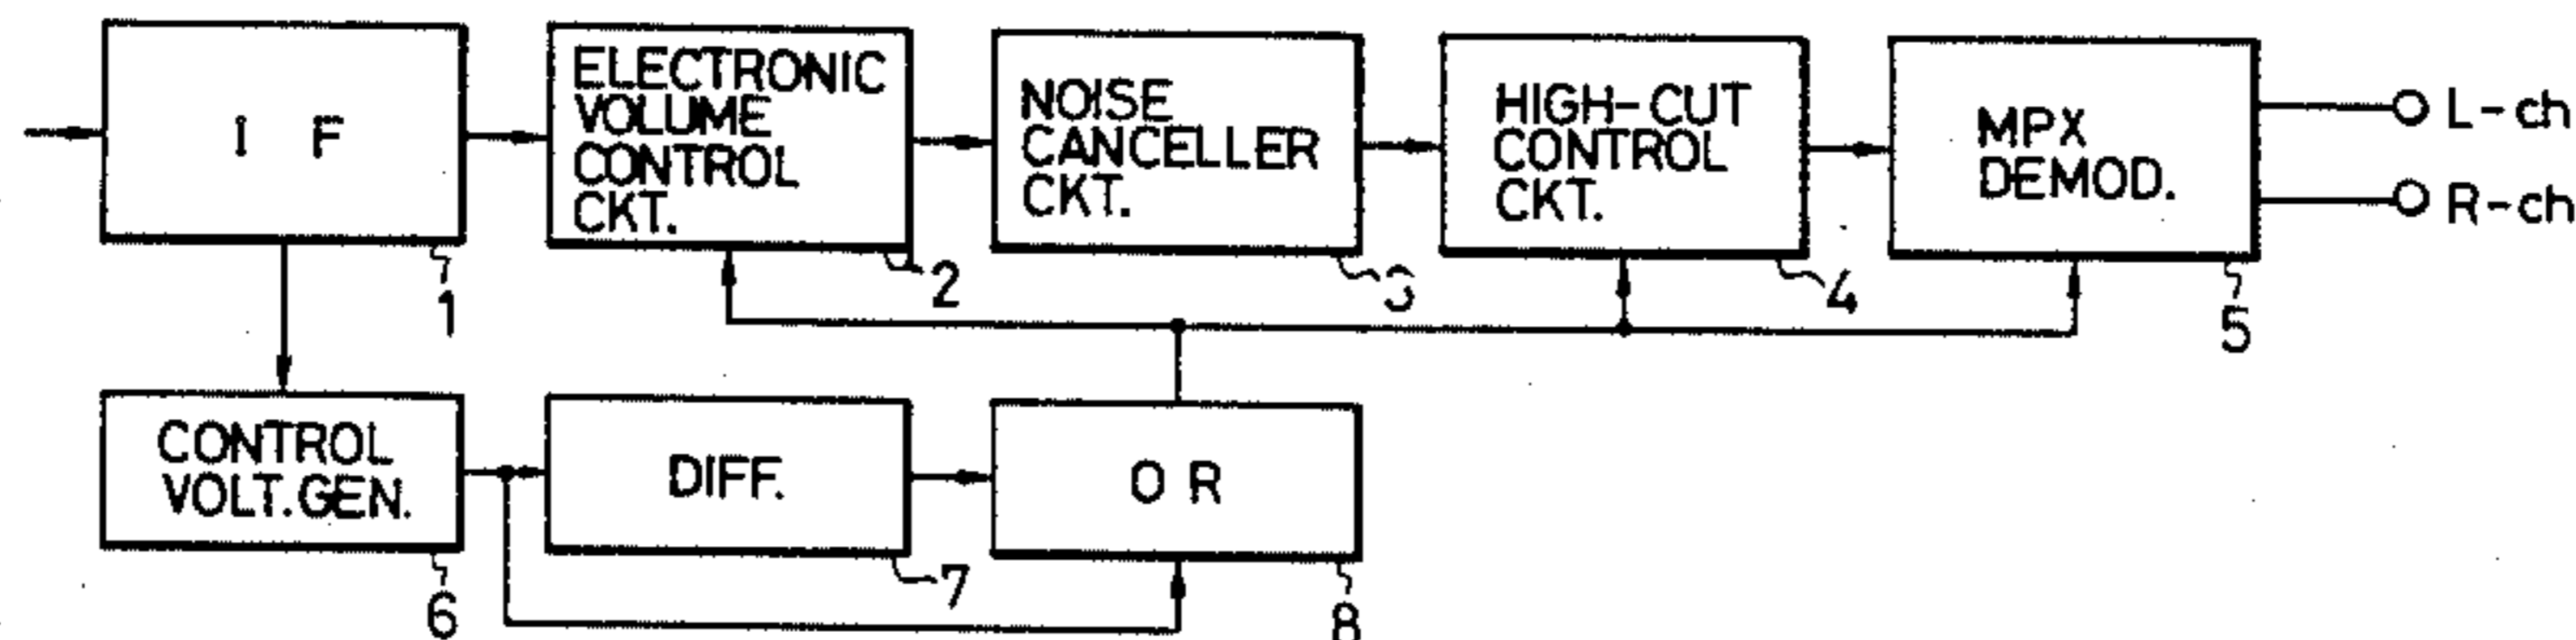 I F
ELECTRONIC
VOLUME
CONTROL
CKT.
NOISE
CANCELLER
CKT.
HIGH-CUT
CONTROL
CKT.
MPX
DEMOD.
L-ch
R-ch
1
2
3
4
5
CONTROL
VOLT.GEN.
DIFF.
OR
6
7
8